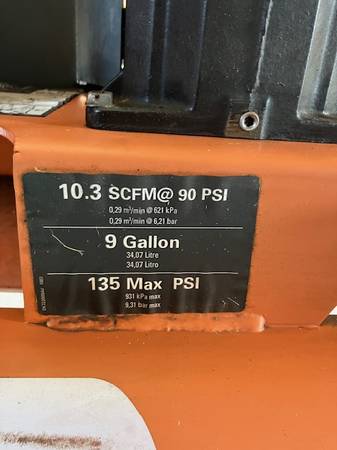 10.3 SCFM@ 90 PSI
0,29 m³/min @ 621 kPa
0,29 m³/min @ 6,21 bar
9 Gallon
34,07 Litre
34,07 Litro
135 Max PSI
931 kPa max
9,31 bar max